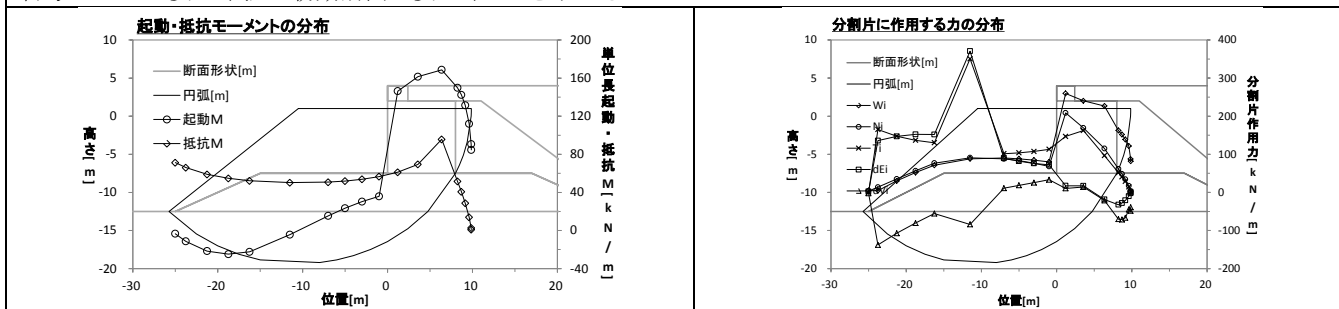 起動・抵抗モーメントの分布
10
5
0
-5
-10
-15
-20
200
160
120
80
40
0
-40
断面形状[m]
円弧[m]
起動M
抵抗M
高さ[m]
単位長起動・抵抗M[kN/m]
-30
-20
-10
0
10
20
位置[m]
分割片に作用する力の分布
10
5
0
-5
-10
-15
-20
400
300
200
100
0
-100
-200
断面形状[m]
円弧[m]
Wi
Ni
Ti
dEi
高さ[m]
分割片作用力[kN/m]
-30
-20
-10
0
10
20
位置[m]